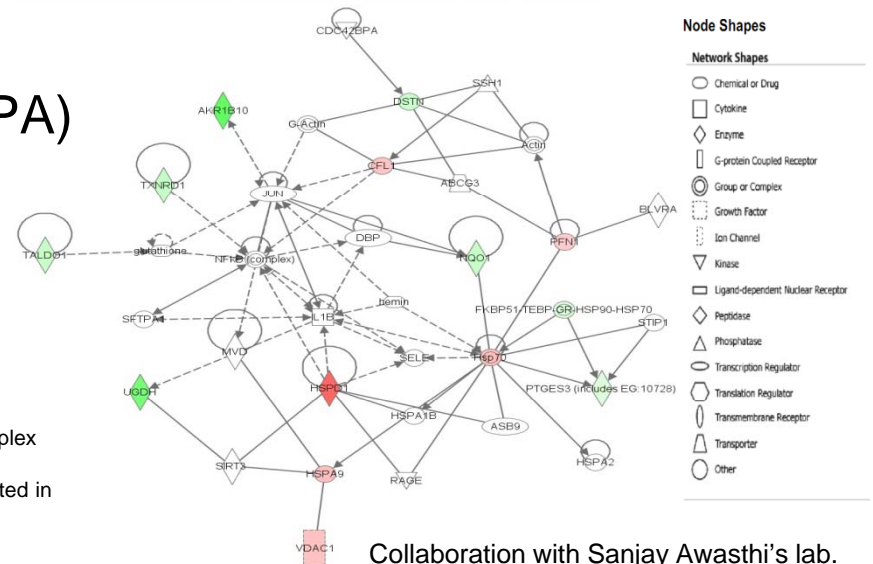 PA)
plex
ted in
CDC42BPA
SSH1
AKR1B10
DSTN
G-Actin
Actin
CFL1
TXNRD1
ABCG3
JUN
BLVRA
DBP
PFN1
TALDO1
glutathione
NFkB (complex)
NQO1
hemin
FKBP51-TEBP-GR-HSP90-HSP70
SFTPA1
IL1B
STIP1
MVD
SELE
Hsp70
UGDH
HSPD1
PTGES3 (includes EG:10728)
HSPA1B
ASB9
SIRT3
HSPA9
RAGE
HSPA2
VDAC1
Node Shapes
Network Shapes
Chemical or Drug
Cytokine
Enzyme
G-protein Coupled Receptor
Group or Complex
Growth Factor
Ion Channel
Kinase
Ligand-dependent Nuclear Receptor
Peptidase
Phosphatase
Transcription Regulator
Translation Regulator
Transmembrane Receptor
Transporter
Other
Collaboration with Sanjay Awasthi's lab.